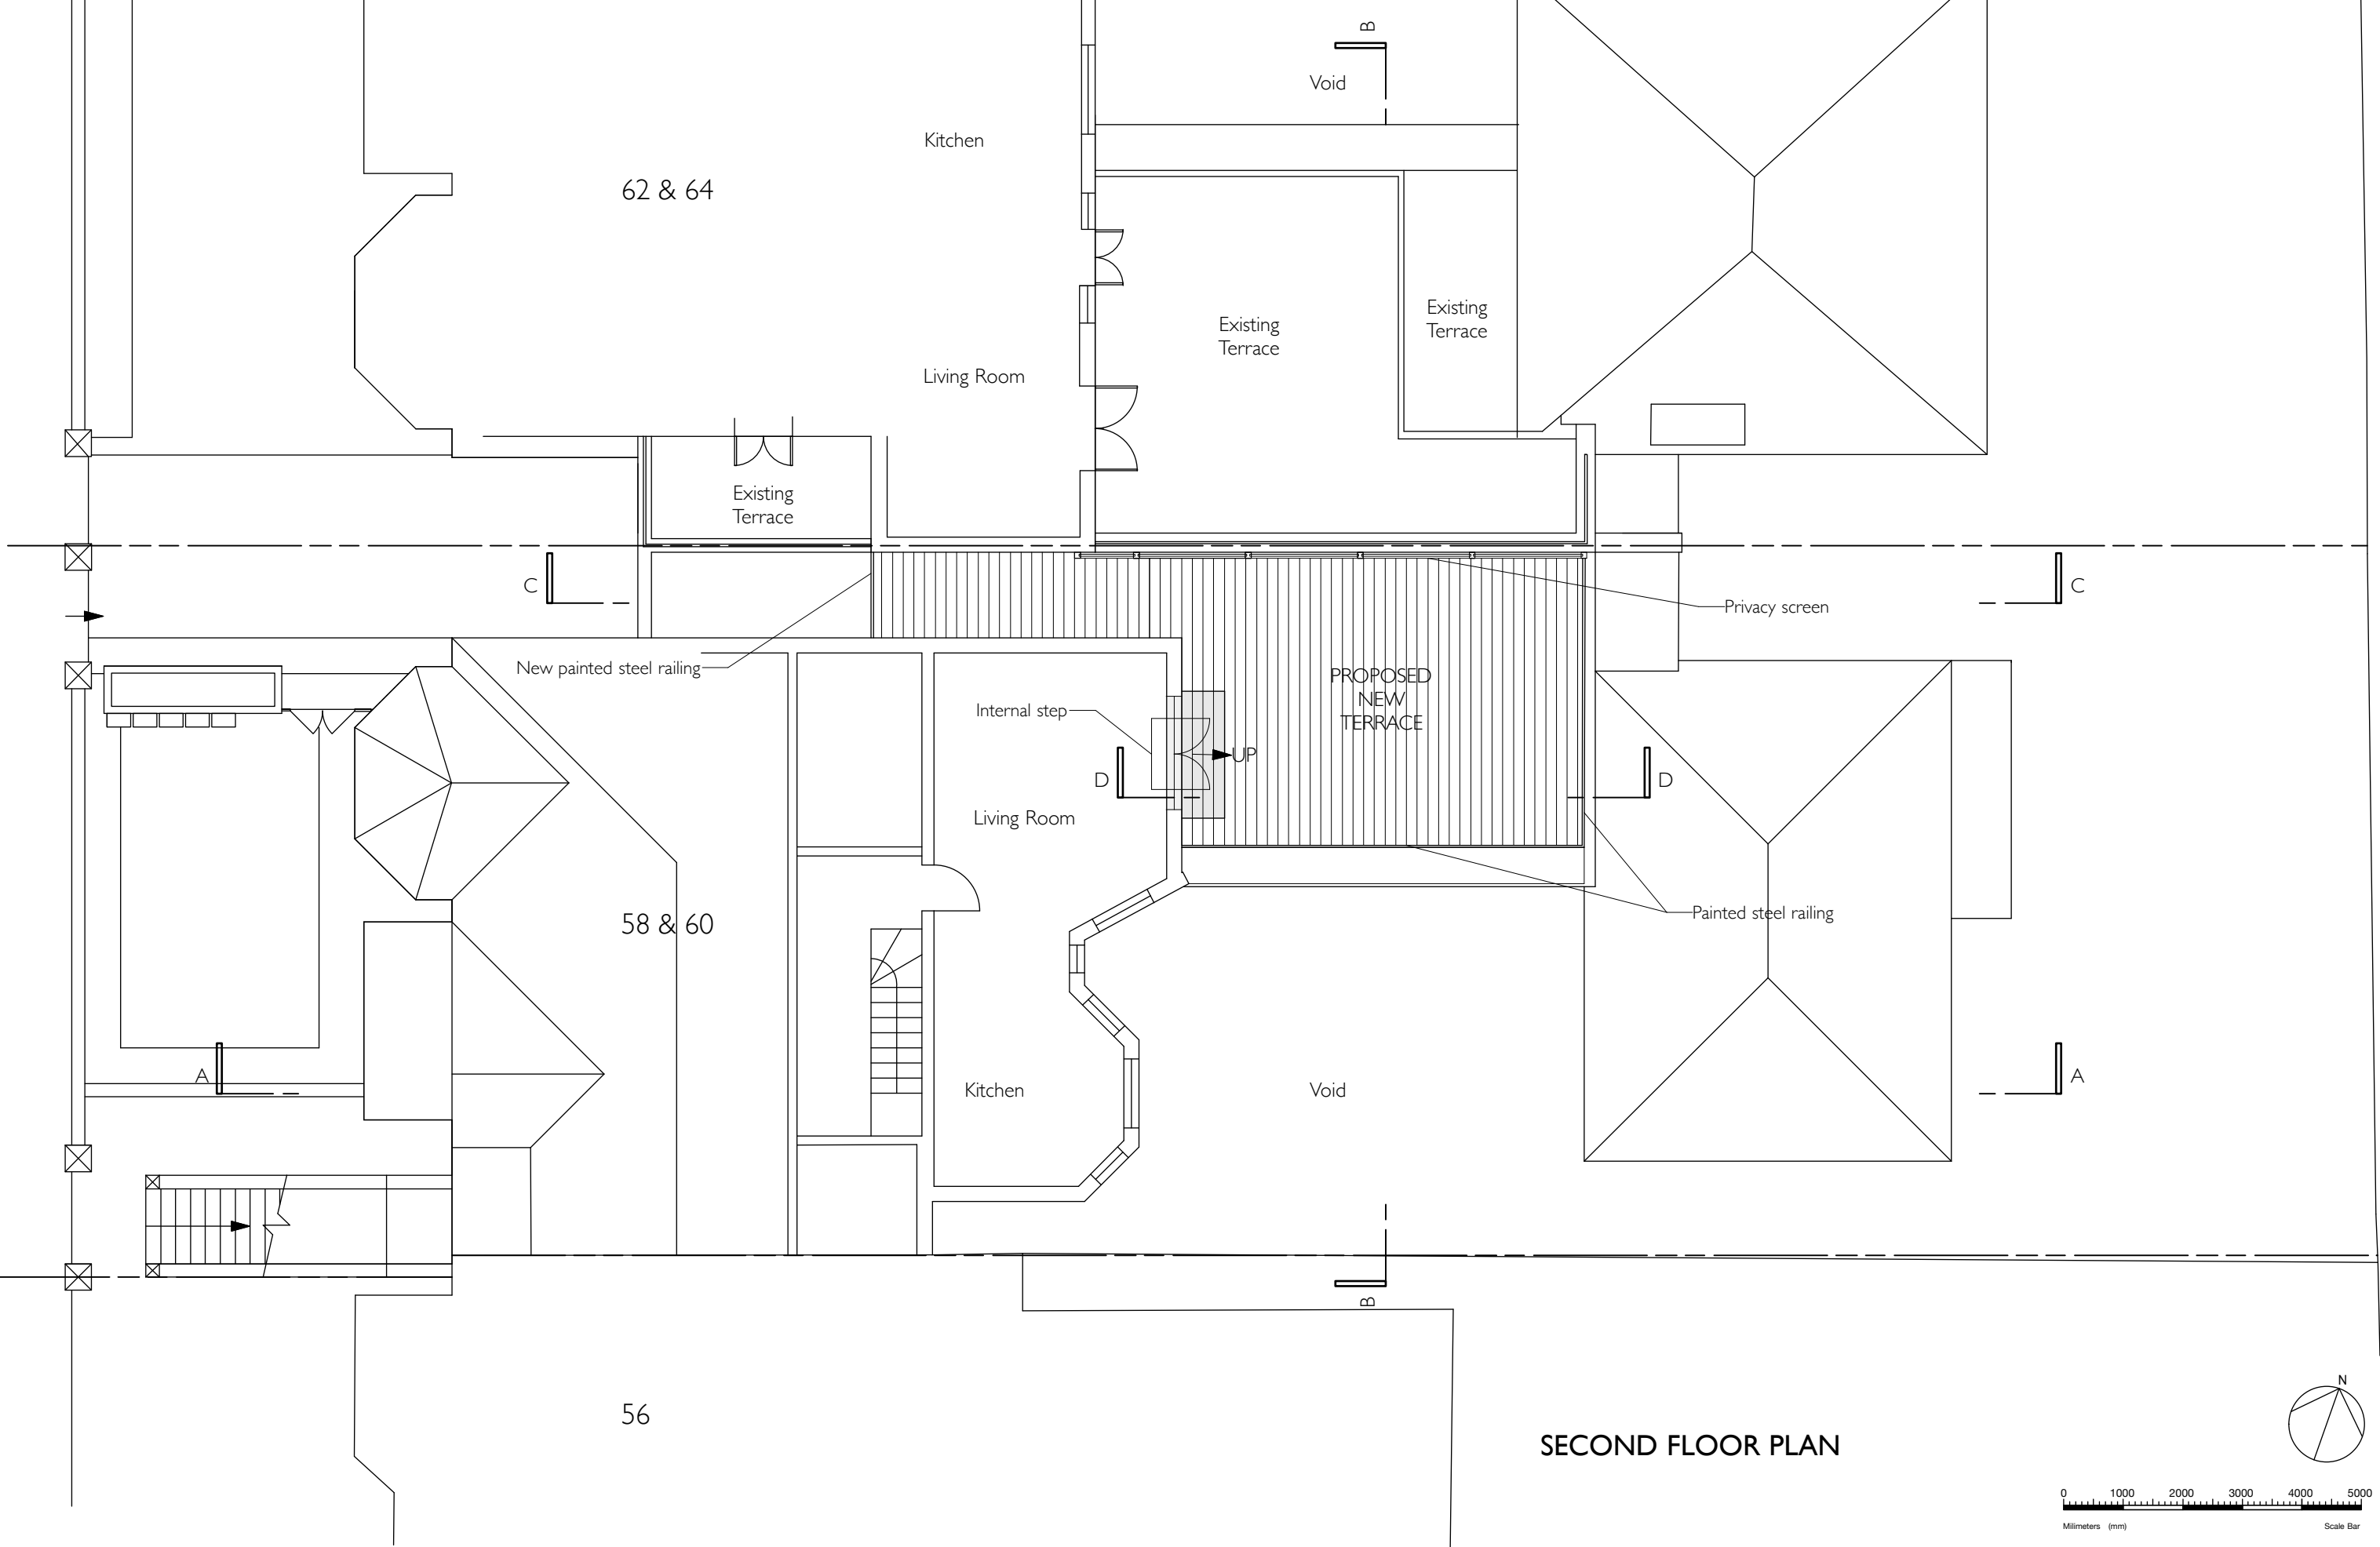 B
Void
Kitchen
62 & 64
Existing
Terrace
Existing
Terrace
Living Room
Existing
Terrace
C
C
Privacy screen
New painted steel railing
PROPOSED
NEW
TERRACE
Internal step
UP
D
D
Living Room
58 & 60
Painted steel railing
A
A
Kitchen
Void
B
56
SECOND FLOOR PLAN
N
0 1000 2000 3000 4000 5000
Milimeters (mm) Scale Bar